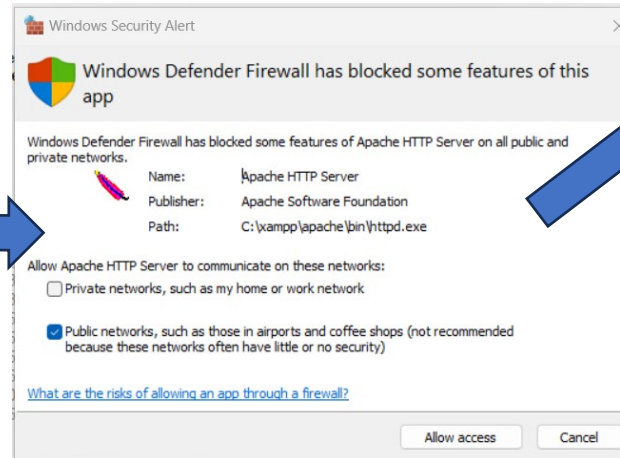 Windows Security Alert
Windows Defender Firewall has blocked some features of this
app
Windows Defender Firewall has blocked some features of Apache HTTP Server on all public and
private networks.
Name: Apache HTTP Server
Publisher: Apache Software Foundation
Path: C:\xampp\apache\bin\httpd.exe
Allow Apache HTTP Server to communicate on these networks:
Private networks, such as my home or work network
Public networks, such as those in airports and coffee shops (not recommended
because these networks often have little or no security)
What are the risks of allowing an app through a firewall?
Allow access Cancel